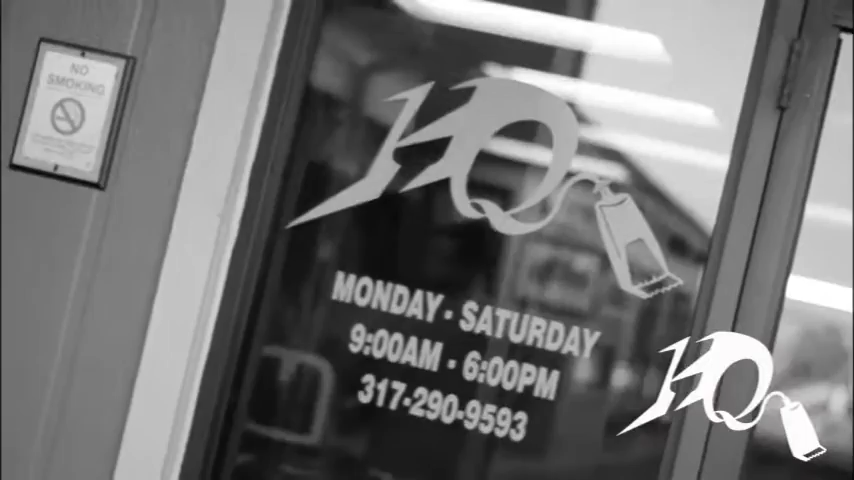 NO
SMOKING
HQ
MONDAY - SATURDAY
9:00AM - 6:00PM
317-290-9593
HQ